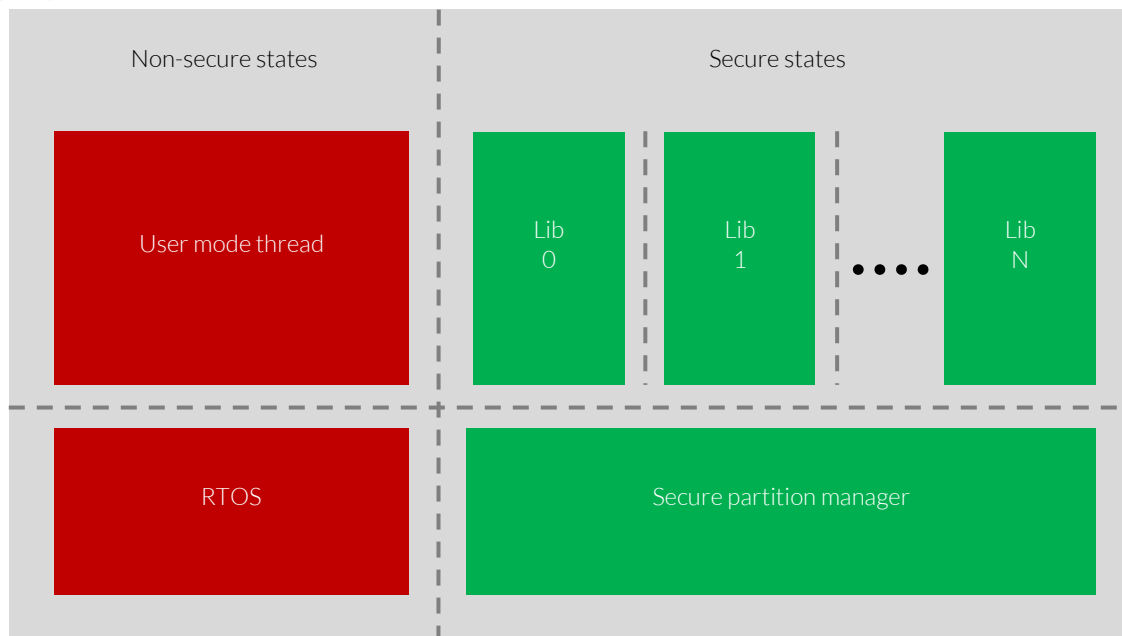 Non-secure states
Secure states
User mode thread
Lib
0
Lib
1
Lib
N
RTOS
Secure partition manager